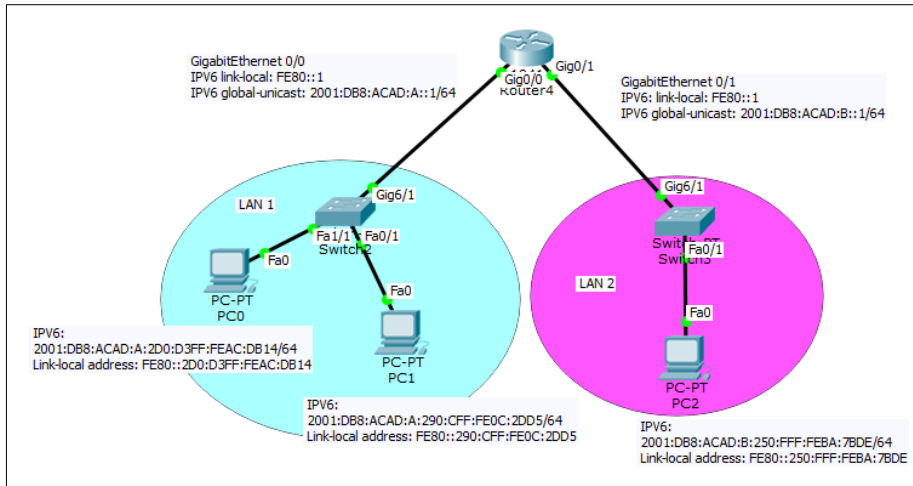 GigabitEthernet 0/0
IPV6 link-local: FE80::1
IPV6 global-unicast: 2001:DB8:ACAD:A::1/64
Gig0/0
Gig0/1
Router4
GigabitEthernet 0/1
IPV6: link-local: FE80::1
IPV6 global-unicast: 2001:DB8:ACAD:B::1/64
LAN 1
Gig6/1
Fa1/1
Fa0/1
Switch2
Fa0
PC-PT
PC0
Fa0
PC-PT
PC1
IPV6:
2001:DB8:ACAD:A:2D0:D3FF:FEAC:DB14/64
Link-local address: FE80::2D0:D3FF:FEAC:DB14
IPV6:
2001:DB8:ACAD:A:290:CFF:FE0C:2DD5/64
Link-local address: FE80::290:CFF:FE0C:2DD5
Gig6/1
Switch-PT
Fa0/1
Switch3
LAN 2
Fa0
PC-PT
PC2
IPV6:
2001:DB8:ACAD:B:250:FFF:FEBA:7BDE/64
Link-local address: FE80::250:FFF:FEBA:7BDE